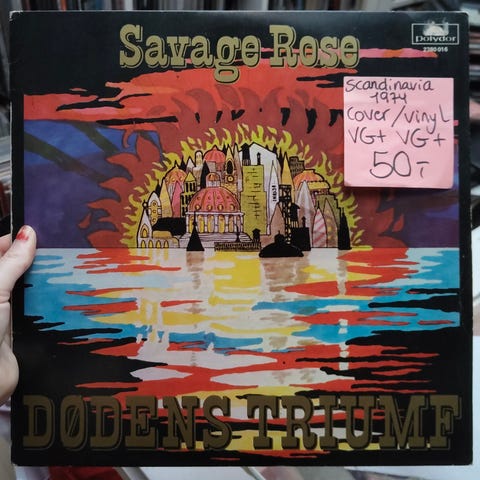 Savage Rose
Polydor
2380 016
Scandinavia
1974
cover/vinyl
VG+ VG+
50,-
DØDENS TRIUMF